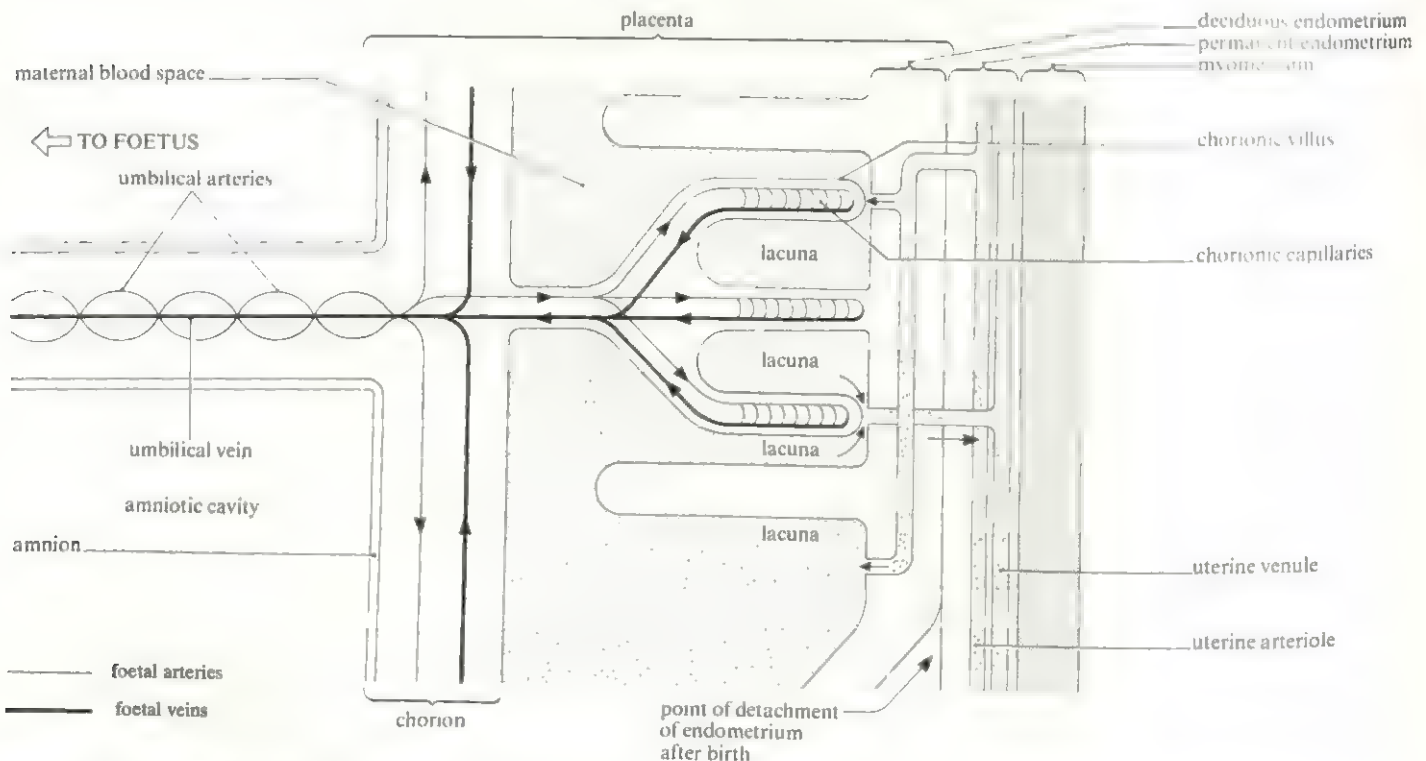 placenta
deciduous endometrium
permanent endometrium
myometrium
maternal blood space
TO FOETUS
umbilical arteries
chorionic villus
lacuna
chorionic capillaries
lacuna
umbilical vein
lacuna
amniotic cavity
lacuna
amnion
uterine venule
uterine arteriole
foetal arteries
foetal veins
chorion
point of detachment
of endometrium
after birth